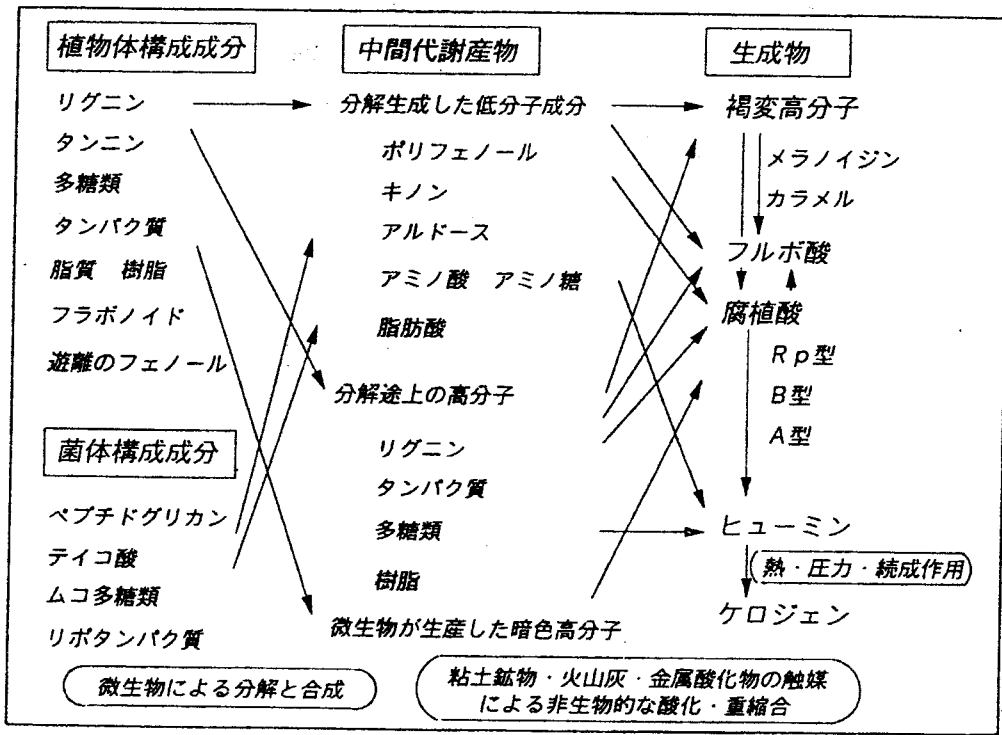 植物体構成成分
リグニン
タンニン
多糖類
タンパク質
脂質 樹脂
フラボノイド
遊離のフェノール
菌体構成成分
ペプチドグリカン
テイコ酸
ムコ多糖類
リポタンパク質
微生物による分解と合成
中間代謝産物
分解生成した低分子成分
ポリフェノール
キノン
アルドース
アミノ酸 アミノ糖
脂肪酸
分解途上の高分子
リグニン
タンパク質
多糖類
樹脂
微生物が生産した暗色高分子
粘土鉱物・火山灰・金属酸化物の触媒
による非生物的な酸化・重縮合
生成物
褐変高分子
メラノイジン
カラメル
フルボ酸
腐植酸
Rp型
B型
A型
ヒューミン
熱・圧力・続成作用
ケロジェン